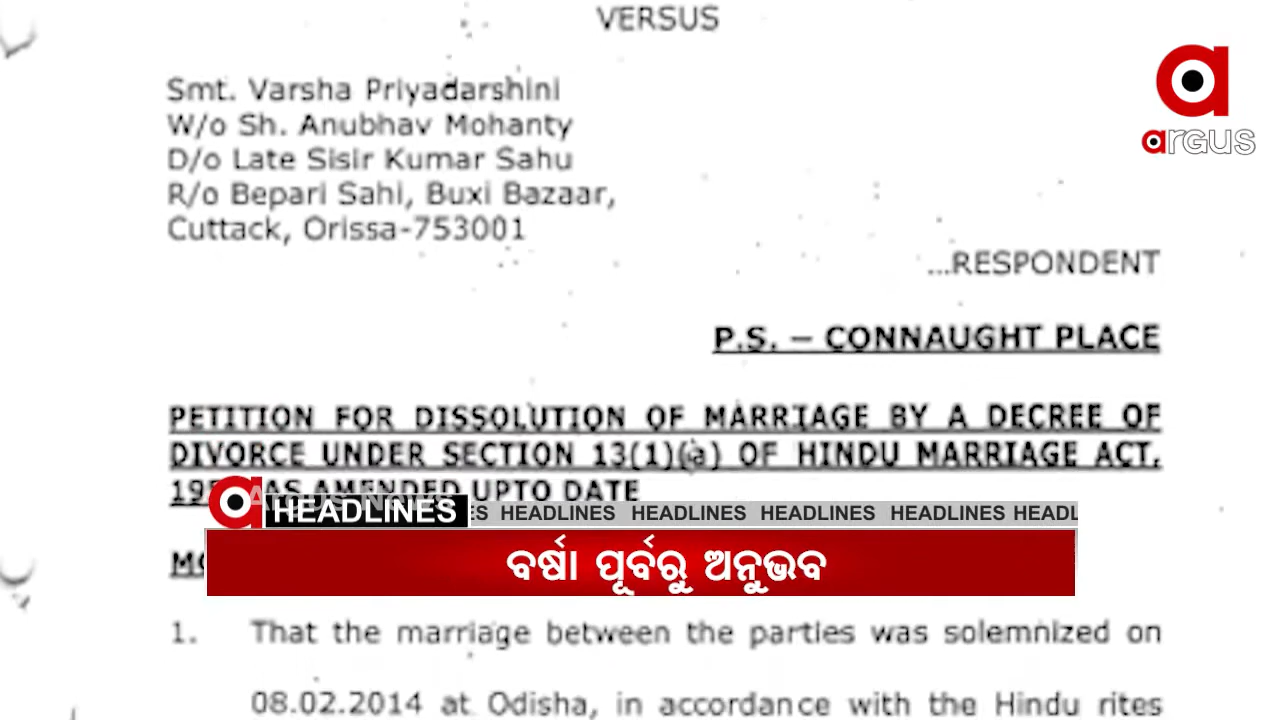 VERSUS
Smt. Varsha Priyadarshini
W/o Sh. Anubhav Mohanty
D/o Late Sisir Kumar Sahu
R/o Bepari Sahi, Buxi Bazaar,
Cuttack, Orissa-753001
...RESPONDENT
P.S. – CONNAUGHT PLACE
PETITION FOR DISSOLUTION OF MARRIAGE BY A DECREE OF
DIVORCE UNDER SECTION 13(1)(a) OF HINDU MARRIAGE ACT,
AS AMENDED UPTO DATE
argus
HEADLINES HEADLINES HEADLINES HEADLINES HEADLINES
ବର୍ଷା ପୂର୍ବରୁ ଅନୁଭବ
1. That the marriage between the parties was solemnized on
08.02.2014 at Odisha, in accordance with the Hindu rites